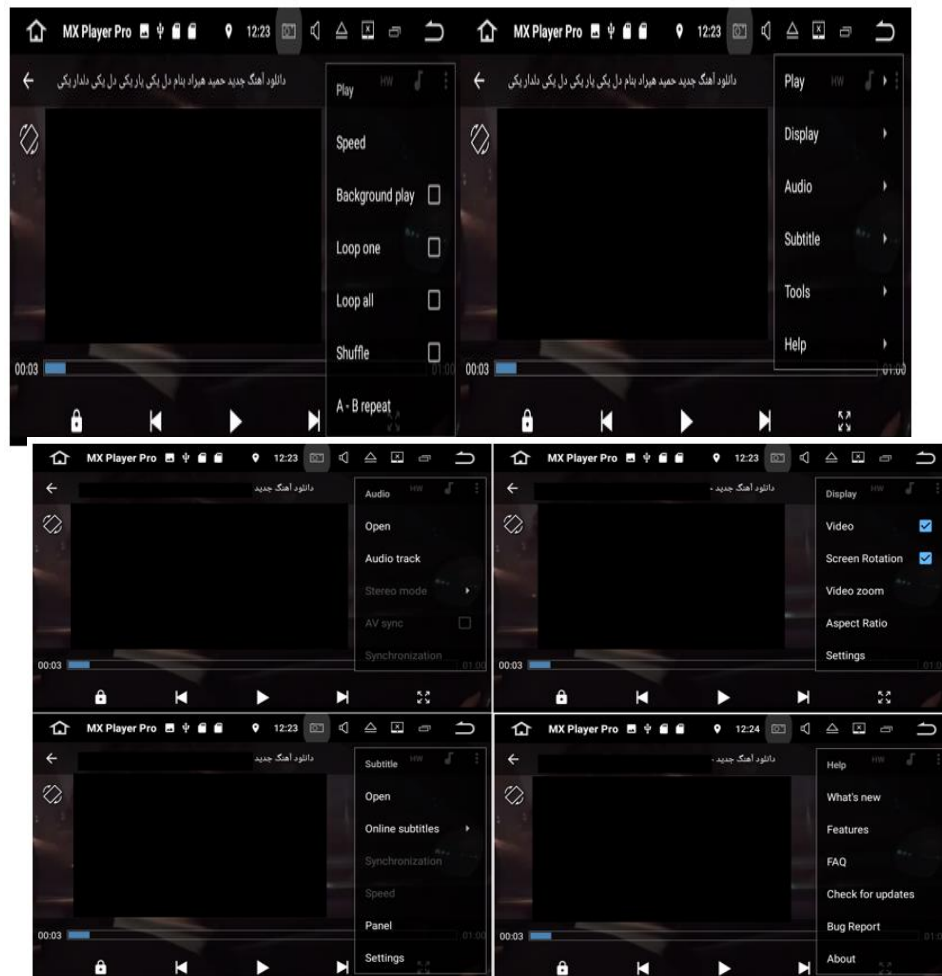 MX Player Pro 12:23
دانلود آهنگ جدید حمید هیراد بنام دل یکی یار یکی دل یکی دلدار یکی
Play
HW
Speed
Background play
Loop one
Loop all
Shuffle
A - B repeat
00:03
01:00
MX Player Pro 12:23
دانلود آهنگ جدید حمید هیراد بنام دل یکی یار یکی دل یکی دلدار یکی
Play
HW
Display
Audio
Subtitle
Tools
Help
00:03
01:00
MX Player Pro 12:23
دانلود آهنگ جدید
Audio
HW
Open
Audio track
Stereo mode
AV sync
Synchronization
00:03
01:00
MX Player Pro 12:23
دانلود آهنگ جدید -
Display
HW
Video
Screen Rotation
Video zoom
Aspect Ratio
Settings
00:03
MX Player Pro 12:23
دانلود آهنگ جدید
Subtitle
HW
Open
Online subtitles
Synchronization
Speed
Panel
Settings
00:03
01:00
MX Player Pro 12:24
دانلود آهنگ جدید -
Help
HW
What's new
Features
FAQ
Check for updates
Bug Report
About
00:03